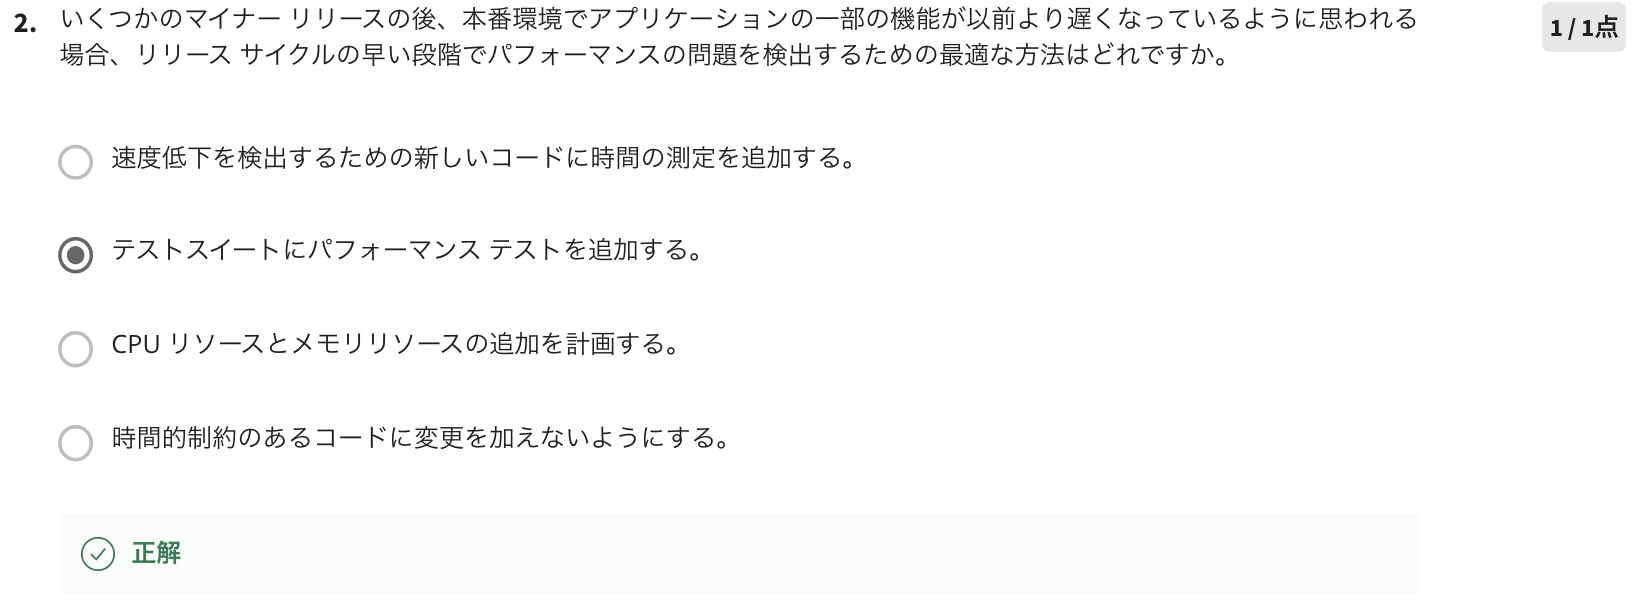 2. いくつかのマイナー リリースの後、本番環境でアプリケーションの一部の機能が以前より遅くなっているように思われる
場合、リリース サイクルの早い段階でパフォーマンスの問題を検出するための最適な方法はどれですか。
1 / 1点
速度低下を検出するための新しいコードに時間の測定を追加する。
テストスイートにパフォーマンス テストを追加する。
CPU リソースとメモリリソースの追加を計画する。
時間的制約のあるコードに変更を加えないようにする。
正解